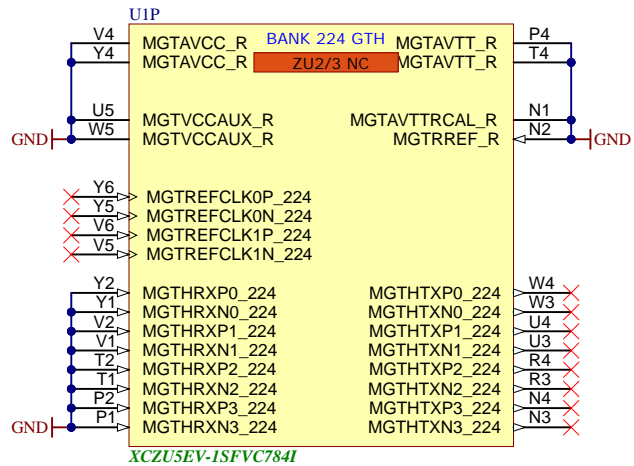 U1P
BANK 224 GTH
ZU2/3 NC
V4 MGTAVCC_R MGTAVTT_R P4
Y4 MGTAVCC_R MGTAVTT_R T4
U5 MGTVCCAUX_R MGTAVTTRCAL_R N1
GND W5 MGTVCCAUX_R MGTRREF_R N2 GND
Y6 MGTREFCLK0P_224
Y5 MGTREFCLK0N_224
V6 MGTREFCLK1P_224
V5 MGTREFCLK1N_224
Y2 MGTHRXP0_224 MGTHTXP0_224 W4
Y1 MGTHRXN0_224 MGTHTXN0_224 W3
V2 MGTHRXP1_224 MGTHTXP1_224 U4
V1 MGTHRXN1_224 MGTHTXN1_224 U3
T2 MGTHRXP2_224 MGTHTXP2_224 R4
T1 MGTHRXN2_224 MGTHTXN2_224 R3
P2 MGTHRXP3_224 MGTHTXP3_224 N4
GND P1 MGTHRXN3_224 MGTHTXN3_224 N3
XCZU5EV-1SFVC784I